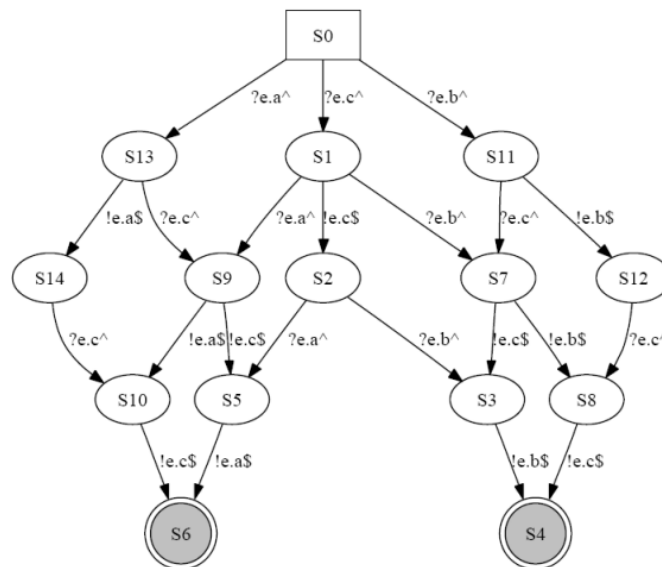 S0
?e.a^ ?e.c^ ?e.b^
S13 S1 S11
!e.a$ ?e.c^ ?e.a^ !e.c$ ?e.b^ ?e.c^ !e.b$
S14 S9 S2 S7 S12
?e.c^ !e.a$ !e.c$ ?e.a^ ?e.b^ !e.c$ !e.b$ ?e.c^
S10 S5 S3 S8
!e.c$ !e.a$ !e.b$ !e.c$
S6 S4